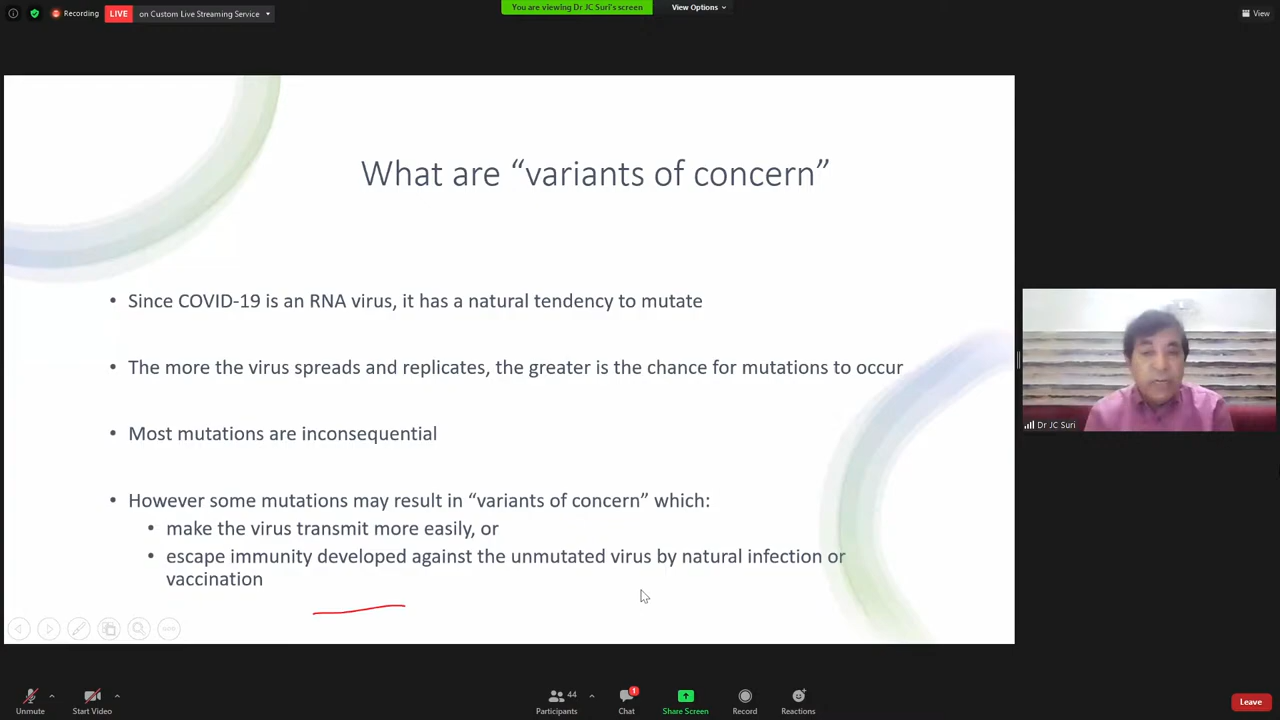 Recording
LIVE
on Custom Live Streaming Service
You are viewing Dr JC Suri's screen
View Options
View
What are “variants of concern”
• Since COVID-19 is an RNA virus, it has a natural tendency to mutate
• The more the virus spreads and replicates, the greater is the chance for mutations to occur
• Most mutations are inconsequential
• However some mutations may result in “variants of concern” which:
• make the virus transmit more easily, or
• escape immunity developed against the unmutated virus by natural infection or
vaccination
Dr JC Suri
Unmute
Start Video
44
Participants
1
Chat
Share Screen
Record
Reactions
Leave